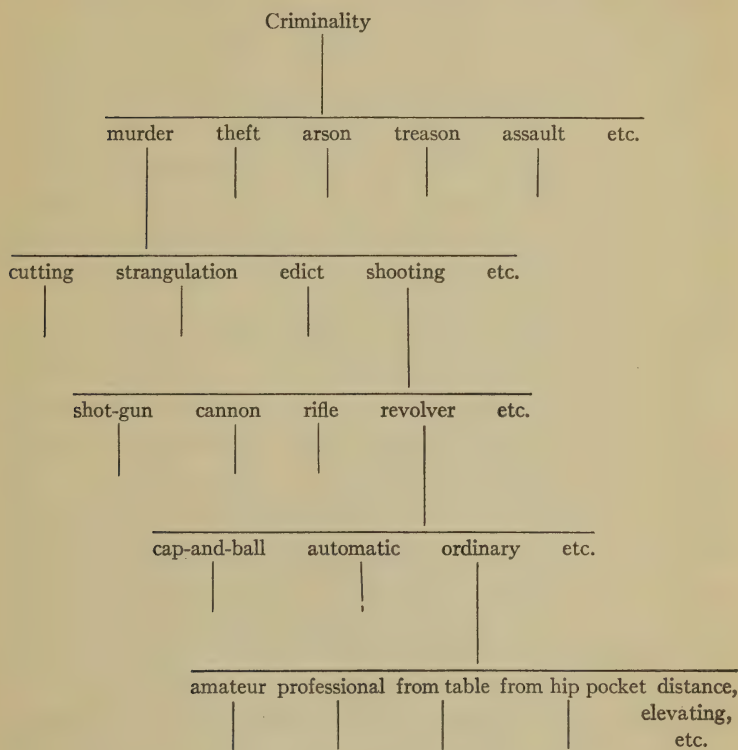 Criminality
murder theft arson treason assault etc.
cutting strangulation edict shooting etc.
shot-gun cannon rifle revolver etc.
cap-and-ball automatic ordinary etc.
amateur professional from table from hip pocket distance,
elevating,
etc.